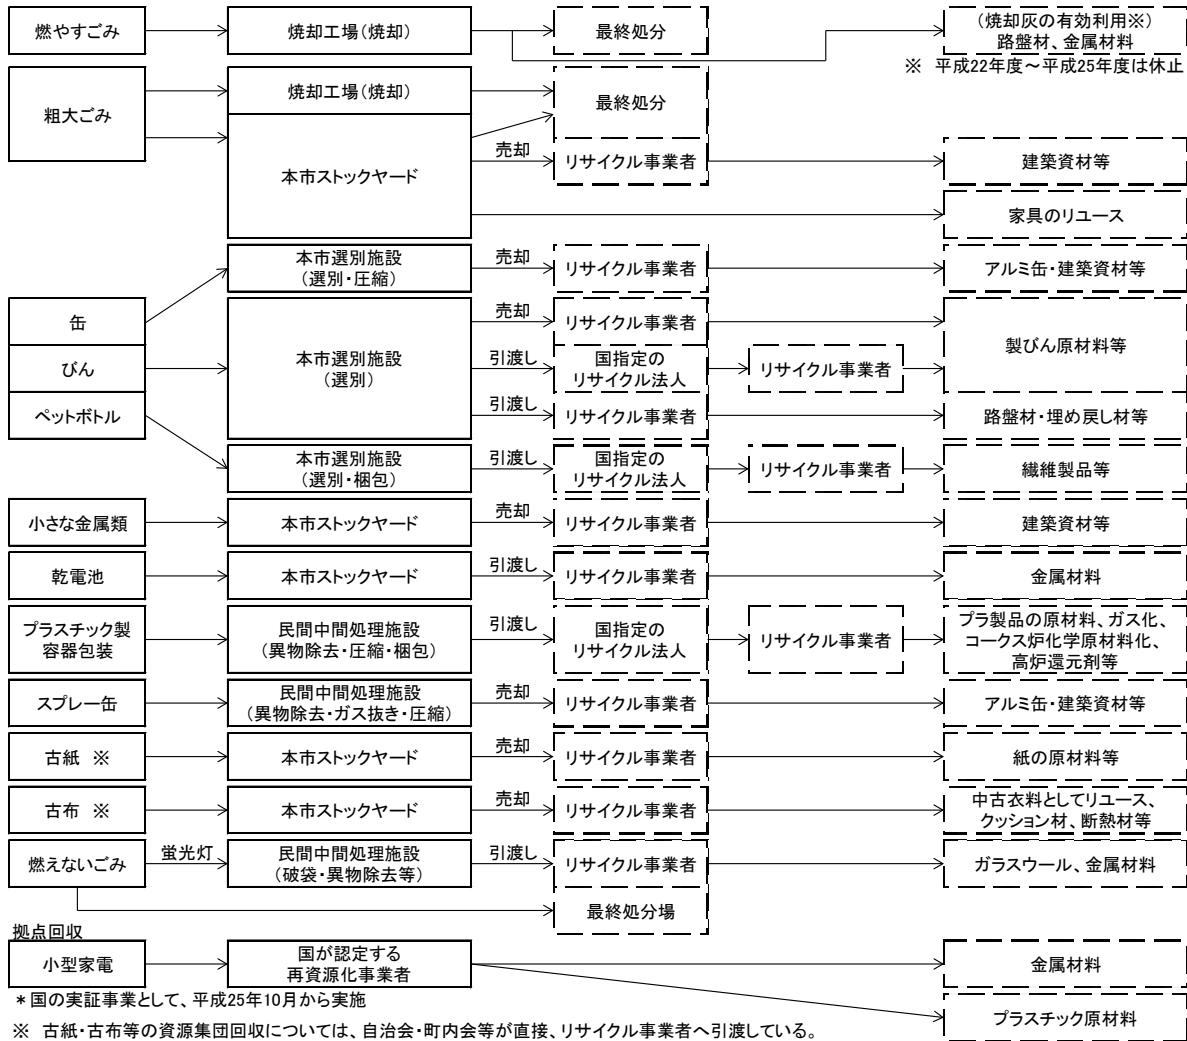 燃やすごみ
焼却工場（焼却）
最終処分
（焼却灰の有効利用※）
路盤材、金属材料
※　平成22年度～平成25年度は休止
粗大ごみ
焼却工場（焼却）
最終処分
本市ストックヤード
売却
リサイクル事業者
建築資材等
家具のリユース
本市選別施設
（選別・圧縮）
売却
リサイクル事業者
アルミ缶・建築資材等
缶
びん
ペットボトル
本市選別施設
（選別）
売却
リサイクル事業者
製びん原材料等
引渡し
国指定の
リサイクル法人
リサイクル事業者
引渡し
リサイクル事業者
路盤材・埋め戻し材等
本市選別施設
（選別・梱包）
引渡し
国指定の
リサイクル法人
リサイクル事業者
繊維製品等
小さな金属類
本市ストックヤード
売却
リサイクル事業者
建築資材等
乾電池
本市ストックヤード
引渡し
リサイクル事業者
金属材料
プラスチック製
容器包装
民間中間処理施設
（異物除去・圧縮・梱包）
引渡し
国指定の
リサイクル法人
リサイクル事業者
プラ製品の原材料、ガス化、
コークス炉化学原材料化、
高炉還元剤等
スプレー缶
民間中間処理施設
（異物除去・ガス抜き・圧縮）
売却
リサイクル事業者
アルミ缶・建築資材等
古紙　※
本市ストックヤード
売却
リサイクル事業者
紙の原材料等
古布　※
本市ストックヤード
売却
リサイクル事業者
中古衣料としてリユース、
クッション材、断熱材等
燃えないごみ
蛍光灯
民間中間処理施設
（破袋・異物除去等）
引渡し
リサイクル事業者
ガラスウール、金属材料
最終処分場
拠点回収
小型家電
国が認定する
再資源化事業者
金属材料
＊国の実証事業として、平成25年10月から実施
プラスチック原材料
※　古紙・古布等の資源集団回収については、自治会・町内会等が直接、リサイクル事業者へ引渡している。